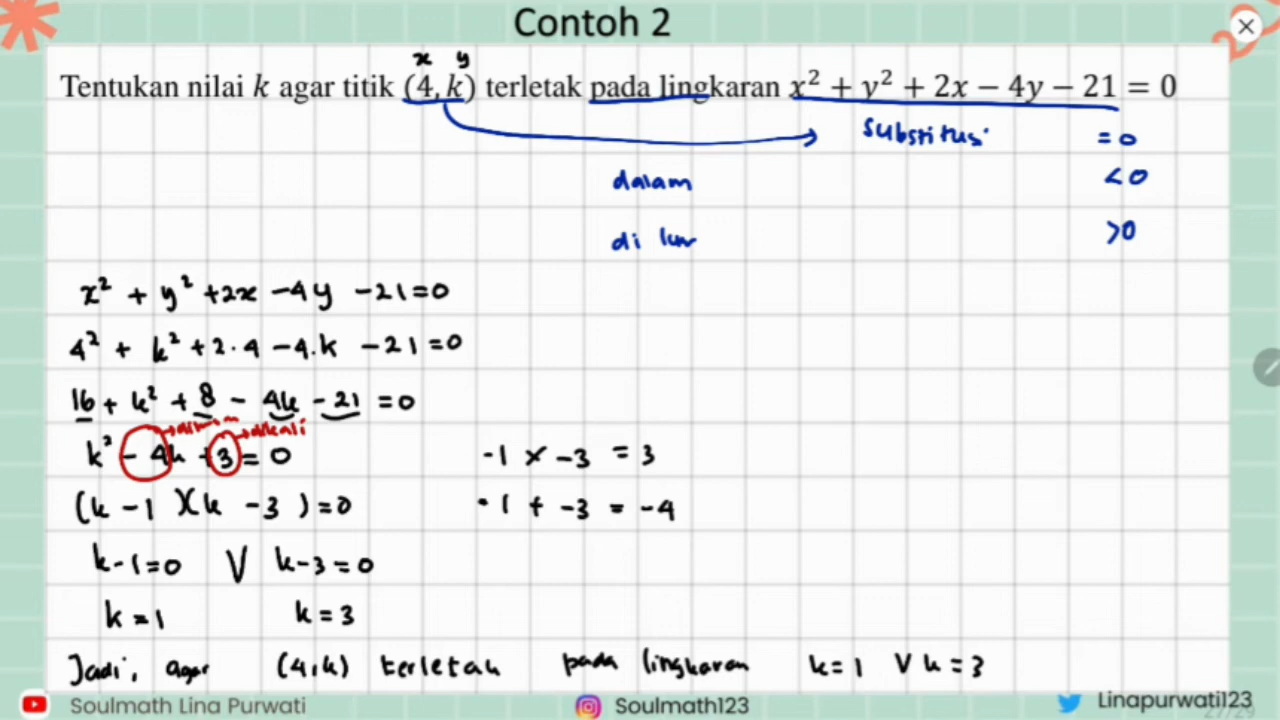 Contoh 2
x y
Tentukan nilai k agar titik (4, k) terletak pada lingkaran x² + y² + 2x − 4y − 21 = 0
substitusi = 0
dalam < 0
di luar > 0
x² + y² + 2x − 4y − 21 = 0
4² + k² + 2 · 4 − 4.k − 21 = 0
16 + k² + 8 − 4k − 21 = 0
dikali
k² − 4k + 3 = 0 -1 × -3 = 3
(k − 1)(k − 3) = 0 -1 + -3 = -4
k − 1 = 0 V k − 3 = 0
k = 1 k = 3
Jadi, agar (4,k) terletak pada lingkaran k = 1 V k = 3
Soulmath Lina Purwati Soulmath123 Linapurwati123
27/29